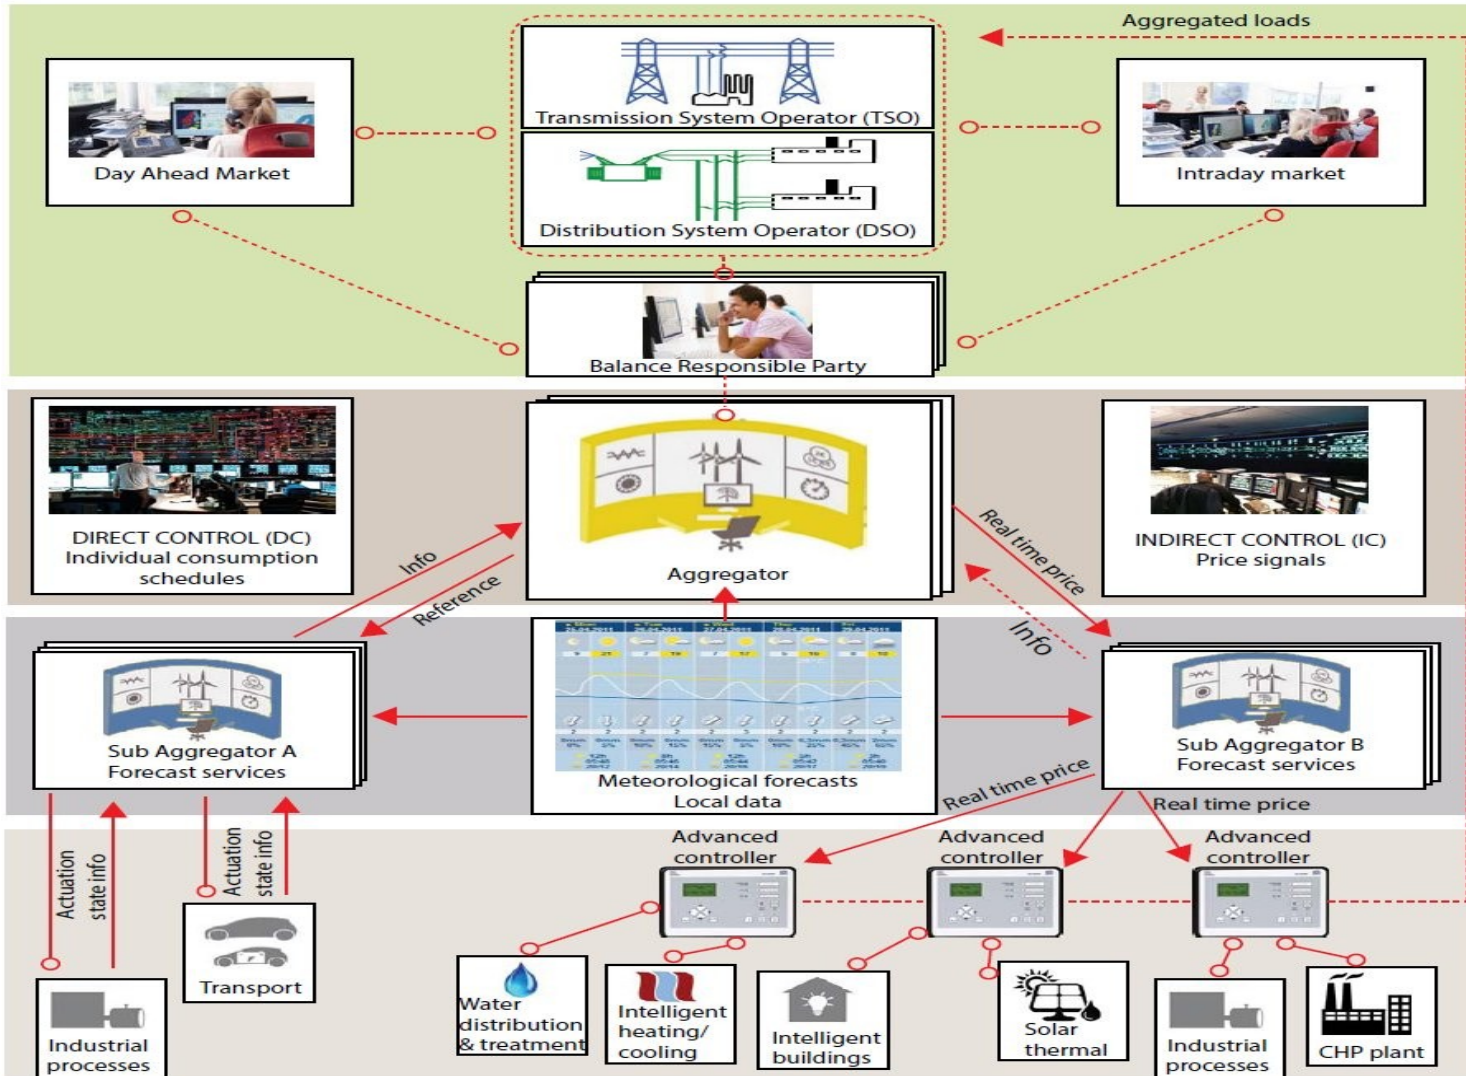 Aggregated loads
Transmission System Operator (TSO)
Day Ahead Market
Intraday market
Distribution System Operator (DSO)
Balance Responsible Party
DIRECT CONTROL (DC)
Individual consumption
schedules
Info
Reference
Aggregator
Real time price
Info
INDIRECT CONTROL (IC)
Price signals
Sub Aggregator A
Forecast services
Meteorological forecasts
Local data
Sub Aggregator B
Forecast services
Real time price
Real time price
Actuation
state info
Actuation
state info
Advanced
controller
Advanced
controller
Advanced
controller
Transport
Industrial
processes
Water
distribution
& treatment
Intelligent
heating/
cooling
Intelligent
buildings
Solar
thermal
Industrial
processes
CHP plant